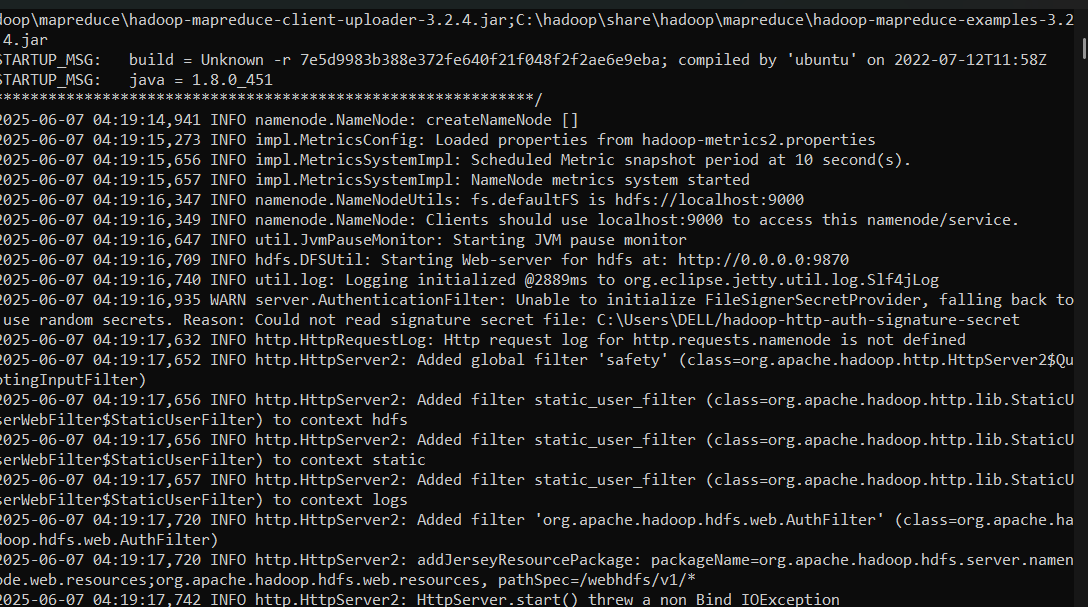 doop\mapreduce\hadoop-mapreduce-client-uploader-3.2.4.jar;C:\hadoop\share\hadoop\mapreduce\hadoop-mapreduce-examples-3.2
.4.jar
STARTUP_MSG:   build = Unknown -r 7e5d9983b388e372fe640f21f048f2f2ae6e9eba; compiled by 'ubuntu' on 2022-07-12T11:58Z
STARTUP_MSG:   java = 1.8.0_451
************************************************************/
2025-06-07 04:19:14,941 INFO namenode.NameNode: createNameNode []
2025-06-07 04:19:15,273 INFO impl.MetricsConfig: Loaded properties from hadoop-metrics2.properties
2025-06-07 04:19:15,656 INFO impl.MetricsSystemImpl: Scheduled Metric snapshot period at 10 second(s).
2025-06-07 04:19:15,657 INFO impl.MetricsSystemImpl: NameNode metrics system started
2025-06-07 04:19:16,347 INFO namenode.NameNodeUtils: fs.defaultFS is hdfs://localhost:9000
2025-06-07 04:19:16,349 INFO namenode.NameNode: Clients should use localhost:9000 to access this namenode/service.
2025-06-07 04:19:16,647 INFO util.JvmPauseMonitor: Starting JVM pause monitor
2025-06-07 04:19:16,709 INFO hdfs.DFSUtil: Starting Web-server for hdfs at: http://0.0.0.0:9870
2025-06-07 04:19:16,740 INFO util.log: Logging initialized @2889ms to org.eclipse.jetty.util.log.Slf4jLog
2025-06-07 04:19:16,935 WARN server.AuthenticationFilter: Unable to initialize FileSignerSecretProvider, falling back to
 use random secrets. Reason: Could not read signature secret file: C:\Users\DELL/hadoop-http-auth-signature-secret
2025-06-07 04:19:17,632 INFO http.HttpRequestLog: Http request log for http.requests.namenode is not defined
2025-06-07 04:19:17,652 INFO http.HttpServer2: Added global filter 'safety' (class=org.apache.hadoop.http.HttpServer2$Qu
otingInputFilter)
2025-06-07 04:19:17,656 INFO http.HttpServer2: Added filter static_user_filter (class=org.apache.hadoop.http.lib.StaticU
serWebFilter$StaticUserFilter) to context hdfs
2025-06-07 04:19:17,656 INFO http.HttpServer2: Added filter static_user_filter (class=org.apache.hadoop.http.lib.StaticU
serWebFilter$StaticUserFilter) to context static
2025-06-07 04:19:17,657 INFO http.HttpServer2: Added filter static_user_filter (class=org.apache.hadoop.http.lib.StaticU
serWebFilter$StaticUserFilter) to context logs
2025-06-07 04:19:17,720 INFO http.HttpServer2: Added filter 'org.apache.hadoop.hdfs.web.AuthFilter' (class=org.apache.ha
doop.hdfs.web.AuthFilter)
2025-06-07 04:19:17,720 INFO http.HttpServer2: addJerseyResourcePackage: packageName=org.apache.hadoop.hdfs.server.namen
ode.web.resources;org.apache.hadoop.hdfs.web.resources, pathSpec=/webhdfs/v1/*
2025-06-07 04:19:17,742 INFO http.HttpServer2: HttpServer.start() threw a non Bind IOException